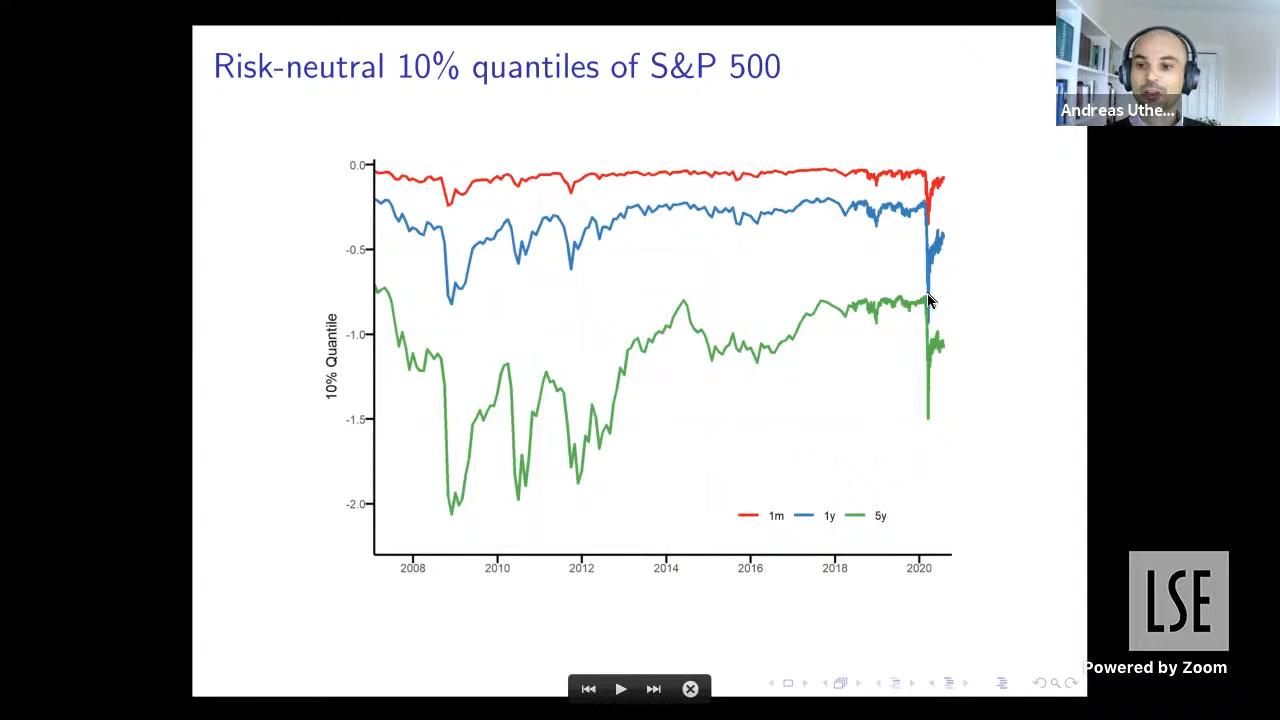 Risk-neutral 10% quantiles of S&P 500
Andreas Uthe...
0.0
-0.5
-1.0
-1.5
-2.0
10% Quantile
1m
1y
5y
2008
2010
2012
2014
2016
2018
2020
LSE
Powered by Zoom